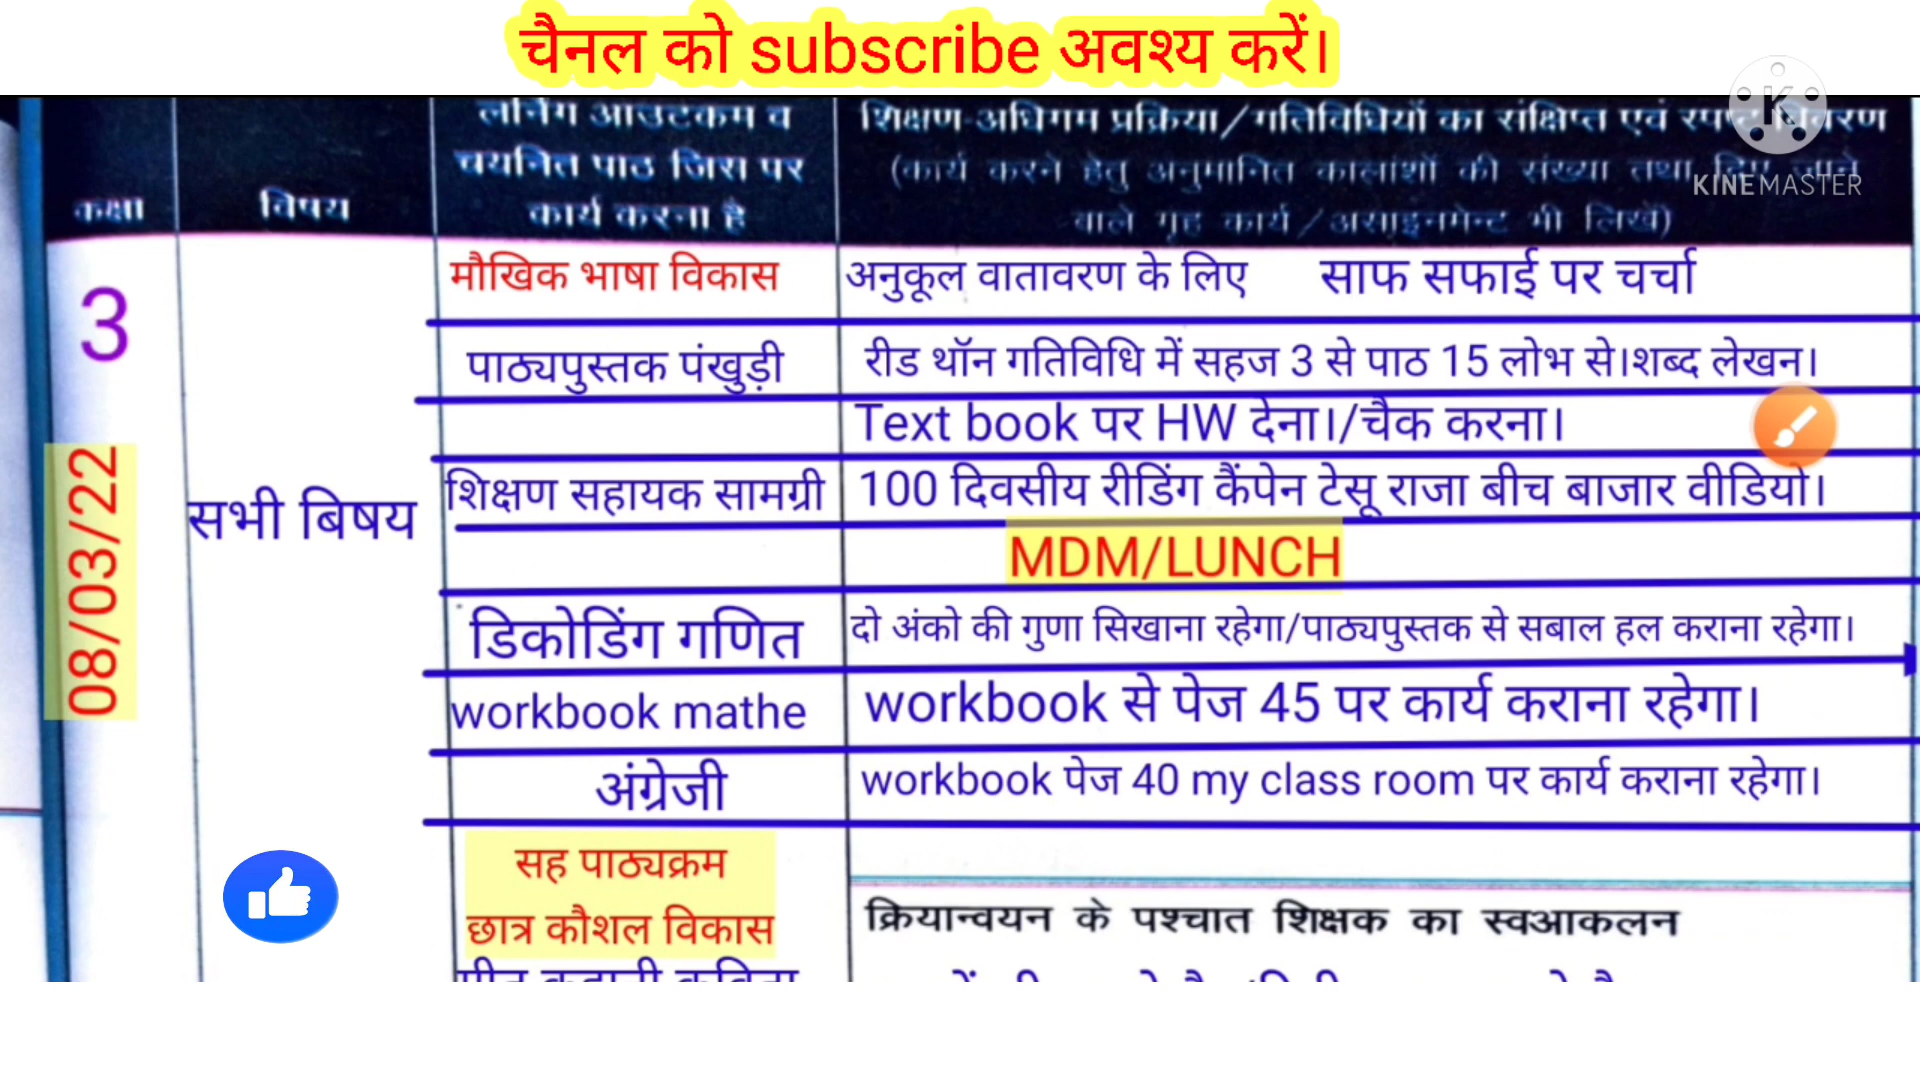 चैनल को subscribe अवश्य करें।
KINEMASTER
कक्षा
विषय
लर्निंग आउटकम व
चयनित पाठ जिस पर
कार्य करना है
शिक्षण-अधिगम प्रक्रिया/गतिविधियों का संक्षिप्त एवं स्पष्ट विवरण
(कार्य करने हेतु अनुमानित कालांशों की संख्या तथा दिए जाने
वाले गृह कार्य/असाइनमेन्ट भी लिखें)
3
08/03/22
सभी बिषय
मौखिक भाषा विकास
अनुकूल वातावरण के लिए साफ सफाई पर चर्चा
पाठ्यपुस्तक पंखुड़ी
रीड थॉन गतिविधि में सहज 3 से पाठ 15 लोभ से।शब्द लेखन।
Text book पर HW देना।/चैक करना।
शिक्षण सहायक सामग्री
100 दिवसीय रीडिंग कैंपेन टेसू राजा बीच बाजार वीडियो।
MDM/LUNCH
डिकोडिंग गणित
दो अंको की गुणा सिखाना रहेगा/पाठ्यपुस्तक से सबाल हल कराना रहेगा।
workbook mathe
workbook से पेज 45 पर कार्य कराना रहेगा।
अंग्रेजी
workbook पेज 40 my class room पर कार्य कराना रहेगा।
सह पाठ्यक्रम
छात्र कौशल विकास
क्रियान्वयन के पश्चात शिक्षक का स्वआकलन